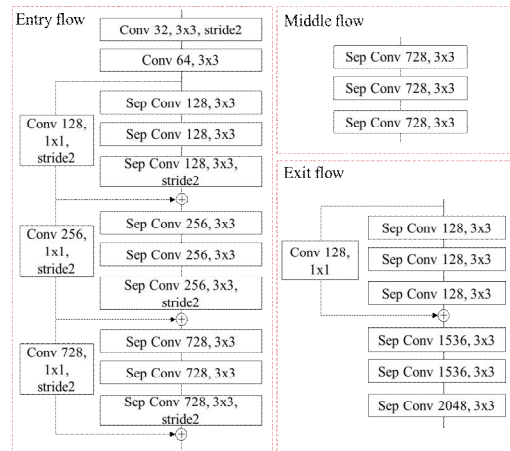 Entry flow
Conv 32, 3x3, stride2
Conv 64, 3x3
Conv 128,
1x1,
stride2
Sep Conv 128, 3x3
Sep Conv 128, 3x3
Sep Conv 128, 3x3,
stride2
Conv 256,
1x1,
stride2
Sep Conv 256, 3x3
Sep Conv 256, 3x3
Sep Conv 256, 3x3,
stride2
Conv 728,
1x1,
stride2
Sep Conv 728, 3x3
Sep Conv 728, 3x3
Sep Conv 728, 3x3,
stride2
Middle flow
Sep Conv 728, 3x3
Sep Conv 728, 3x3
Sep Conv 728, 3x3
Exit flow
Conv 128,
1x1
Sep Conv 128, 3x3
Sep Conv 128, 3x3
Sep Conv 128, 3x3
Sep Conv 1536, 3x3
Sep Conv 1536, 3x3
Sep Conv 2048, 3x3